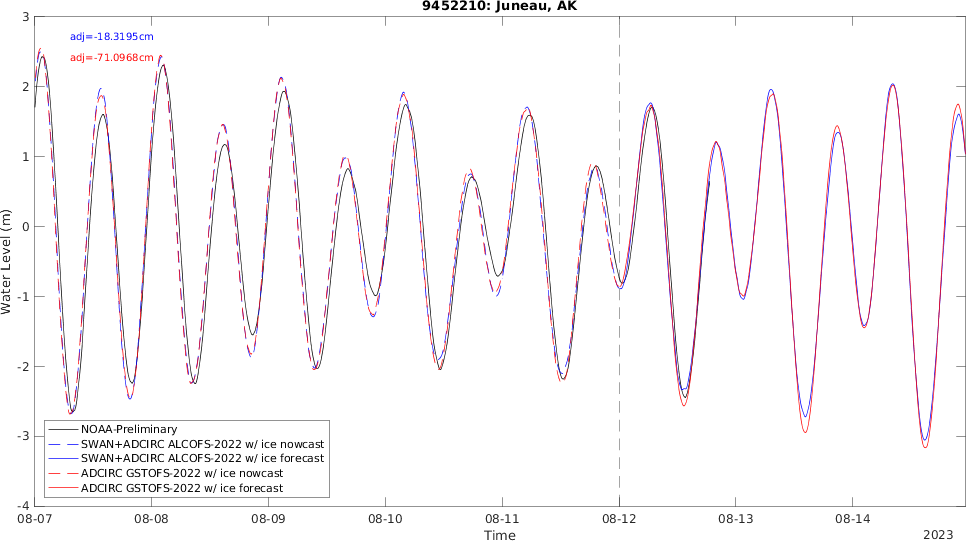 9452210: Juneau, AK
adj=-18.3195cm
adj=-71.0968cm
3
2
1
0
-1
-2
-3
-4
Water Level (m)
NOAA-Preliminary
SWAN+ADCIRC ALCOFS-2022 w/ ice nowcast
SWAN+ADCIRC ALCOFS-2022 w/ ice forecast
ADCIRC GSTOFS-2022 w/ ice nowcast
ADCIRC GSTOFS-2022 w/ ice forecast
08-07 08-08 08-09 08-10 08-11 08-12 08-13 08-14
Time
2023